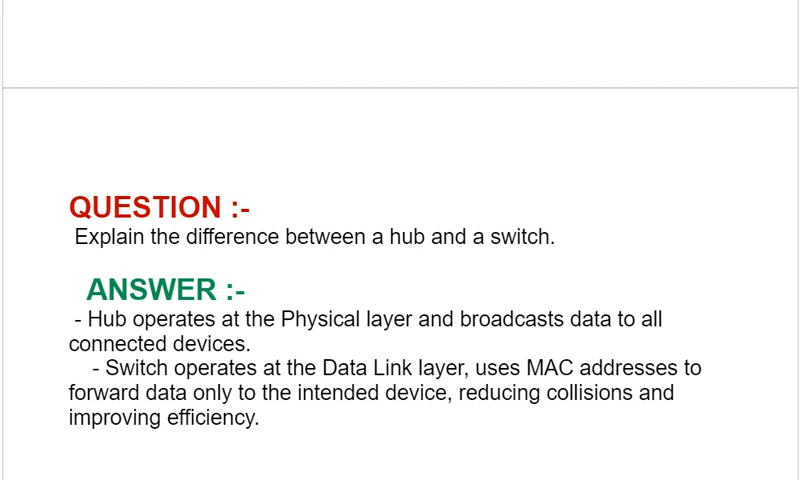 QUESTION :-
Explain the difference between a hub and a switch.
ANSWER :-
- Hub operates at the Physical layer and broadcasts data to all
connected devices.
- Switch operates at the Data Link layer, uses MAC addresses to
forward data only to the intended device, reducing collisions and
improving efficiency.